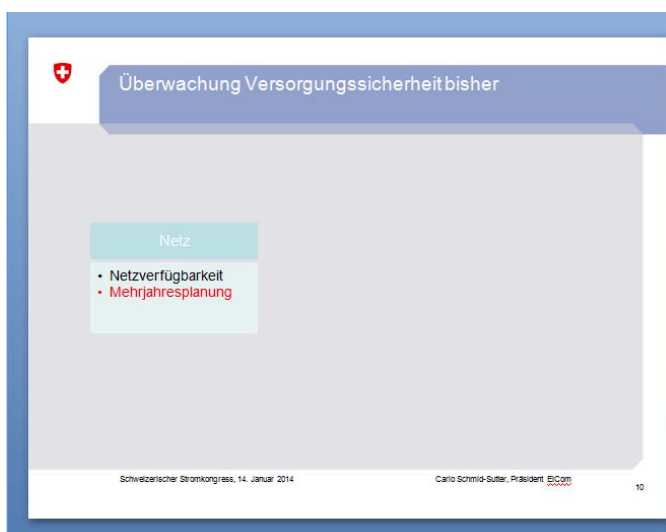 Überwachung Versorgungssicherheit bisher
Netz
• Netzverfügbarkeit
• Mehrjahresplanung
Schweizerischer Stromkongress, 14. Januar 2014
Carlo Schmid-Sutter, Präsident ElCom
10